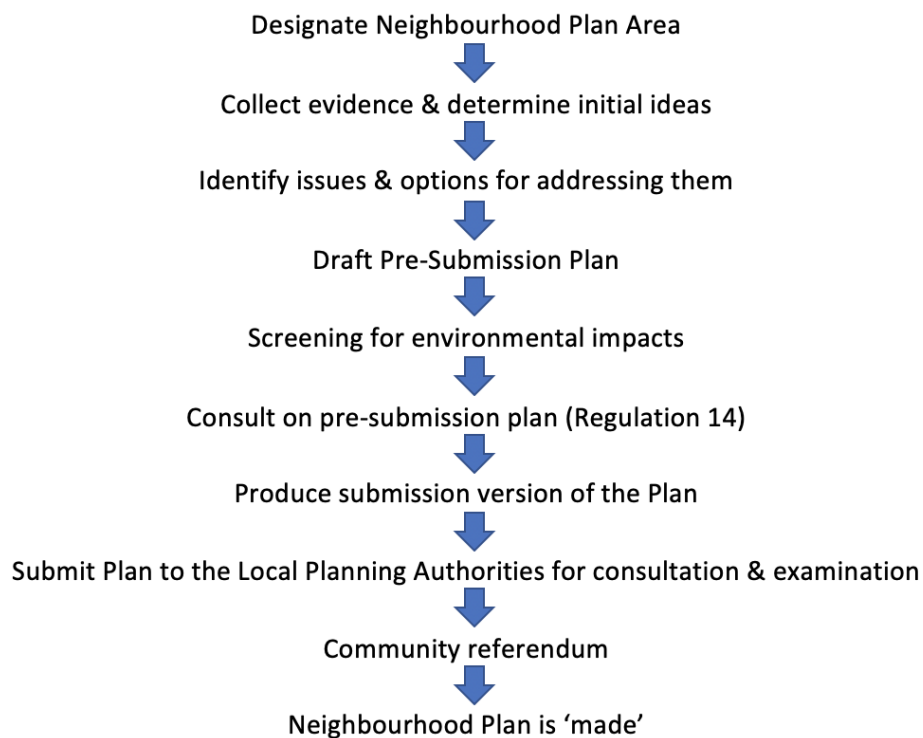 Designate Neighbourhood Plan Area
Collect evidence & determine initial ideas
Identify issues & options for addressing them
Draft Pre-Submission Plan
Screening for environmental impacts
Consult on pre-submission plan (Regulation 14)
Produce submission version of the Plan
Submit Plan to the Local Planning Authorities for consultation & examination
Community referendum
Neighbourhood Plan is ‘made’